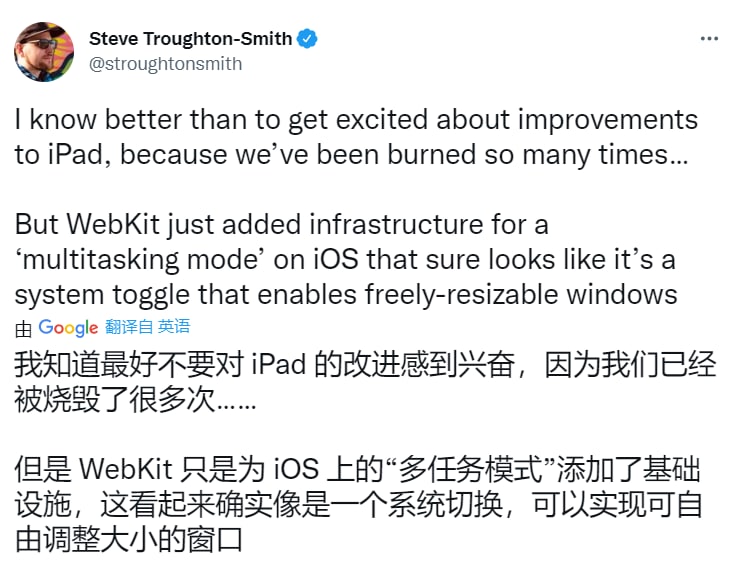 Steve Troughton-Smith
@stroughtonsmith
I know better than to get excited about improvements
to iPad, because we’ve been burned so many times…
But WebKit just added infrastructure for a
‘multitasking mode’ on iOS that sure looks like it’s a
system toggle that enables freely-resizable windows
由 Google 翻译自 英语
我知道最好不要对 iPad 的改进感到兴奋，因为我们已经
被烧毁了很多次……
但是 WebKit 只是为 iOS 上的“多任务模式”添加了基础
设施，这看起来确实像是一个系统切换，可以实现可自
由调整大小的窗口